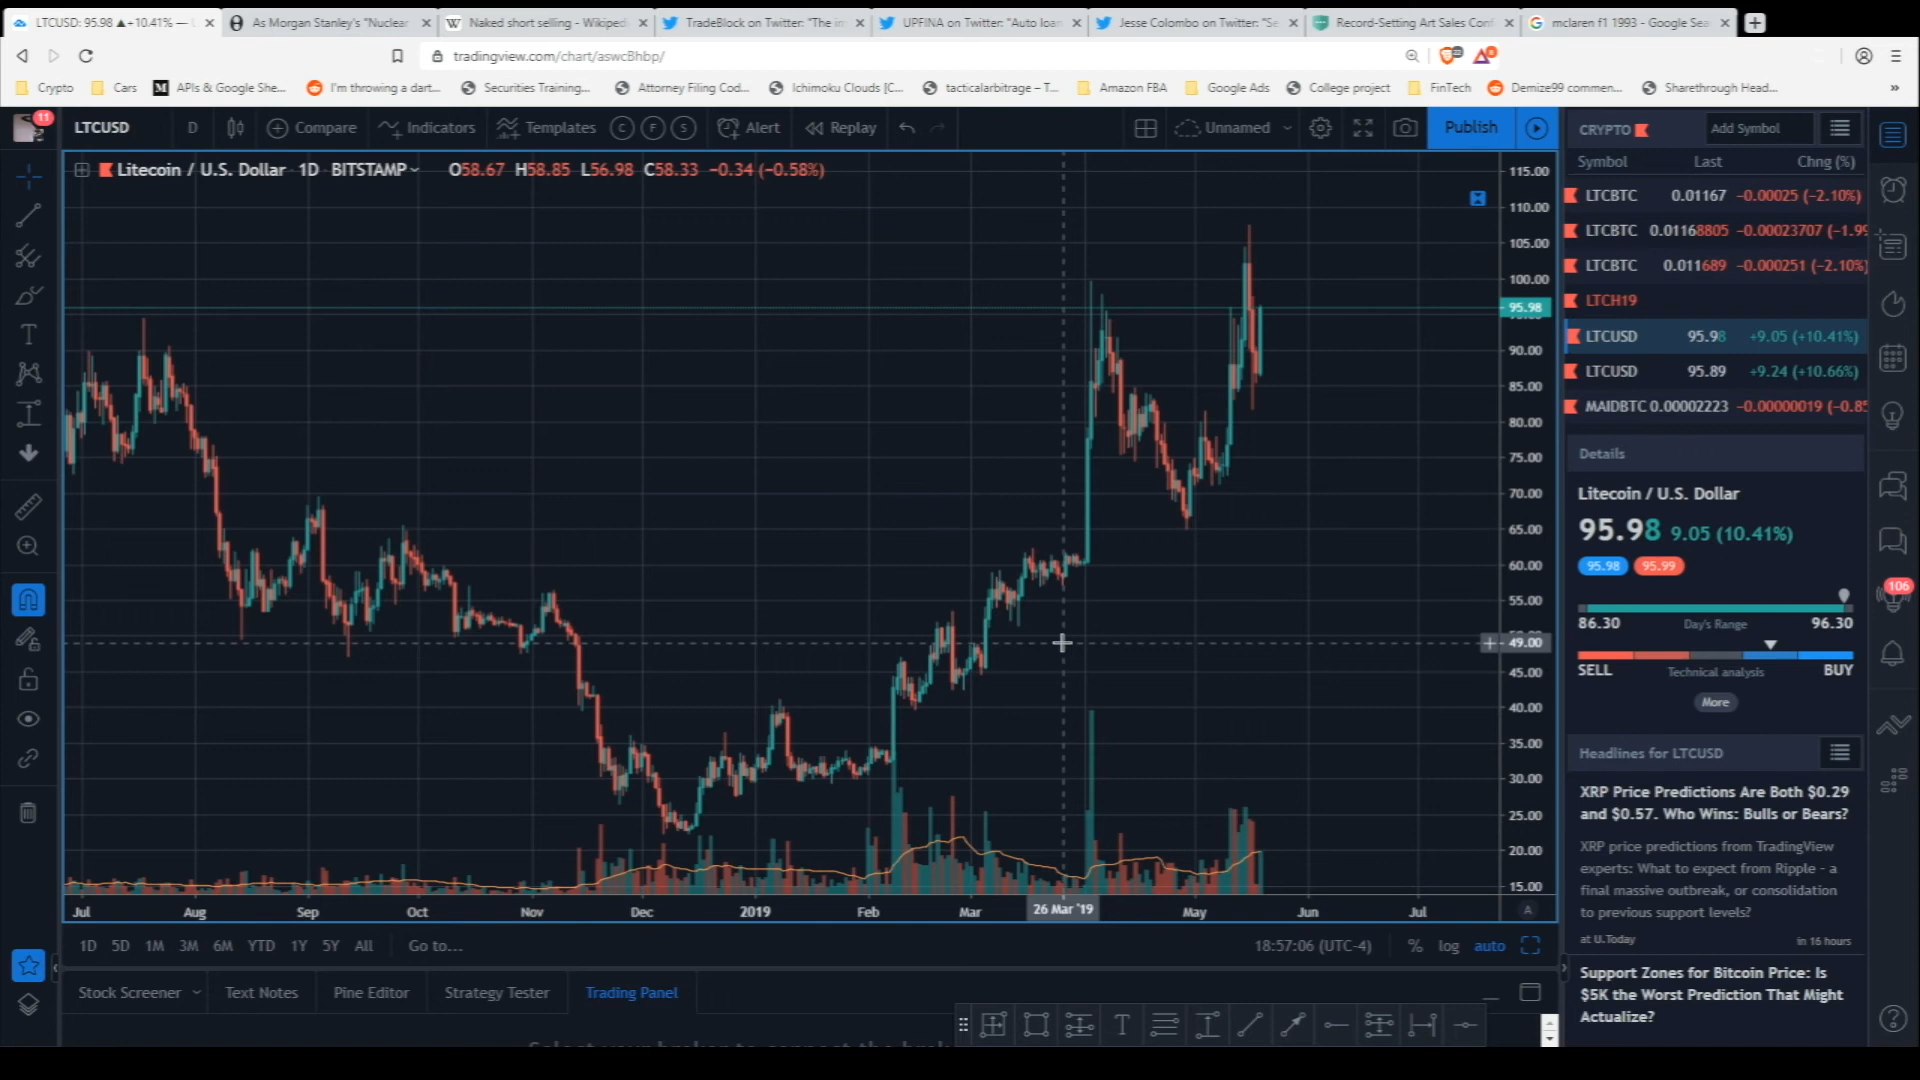 LTCUSD: 95.98 ▲+10.41% —
As Morgan Stanley's "Nuclear
Naked short selling - Wikiped
TradeBlock on Twitter: "The in
UPFINA on Twitter: "Auto loan
Jesse Colombo on Twitter: "Se
Record-Setting Art Sales Conf
mclaren f1 1993 - Google Sea
tradingview.com/chart/aswcBhbp/
Crypto
Cars
APIs & Google She...
I'm throwing a dart...
Securities Training...
Attorney Filing Cod...
Ichimoku Clouds [C...
tacticalarbitrage – T...
Amazon FBA
Google Ads
College project
FinTech
Demize99 commen...
Sharethrough Head...
»
11
LTCUSD
D
Compare
Indicators
Templates
C
F
S
Alert
Replay
Unnamed
Publish
CRYPTO
Add Symbol
Symbol Last Chng (%)
LTCBTC 0.01167 −0.00025 (−2.10%)
LTCBTC 0.01168805 −0.00023707 (−1.99
LTCBTC 0.011689 −0.000251 (−2.10%)
LTCH19
LTCUSD 95.98 +9.05 (+10.41%)
LTCUSD 95.89 +9.24 (+10.66%)
MAIDBTC 0.00002223 −0.00000019 (−0.85
Litecoin / U.S. Dollar 1D BITSTAMP O58.67 H58.85 L56.98 C58.33 −0.34 (−0.58%)
115.00
110.00
105.00
100.00
95.98
90.00
85.00
80.00
75.00
70.00
65.00
60.00
55.00
49.00
45.00
40.00
35.00
30.00
25.00
20.00
15.00
Jul Aug Sep Oct Nov Dec 2019 Feb Mar 26 Mar '19 May Jun Jul
A
1D 5D 1M 3M 6M YTD 1Y 5Y All Go to...
18:57:06 (UTC-4) % log auto
Stock Screener Text Notes Pine Editor Strategy Tester Trading Panel
T
Details
Litecoin / U.S. Dollar
95.98 9.05 (10.41%)
95.98 95.99
86.30 Day's Range 96.30
SELL Technical analysis BUY
More
106
Headlines for LTCUSD
XRP Price Predictions Are Both $0.29
and $0.57. Who Wins: Bulls or Bears?
XRP price predictions from TradingView
experts: What to expect from Ripple - a
final massive outbreak, or consolidation
to previous support levels?
at U.Today in 16 hours
Support Zones for Bitcoin Price: Is
$5K the Worst Prediction That Might
Actualize?